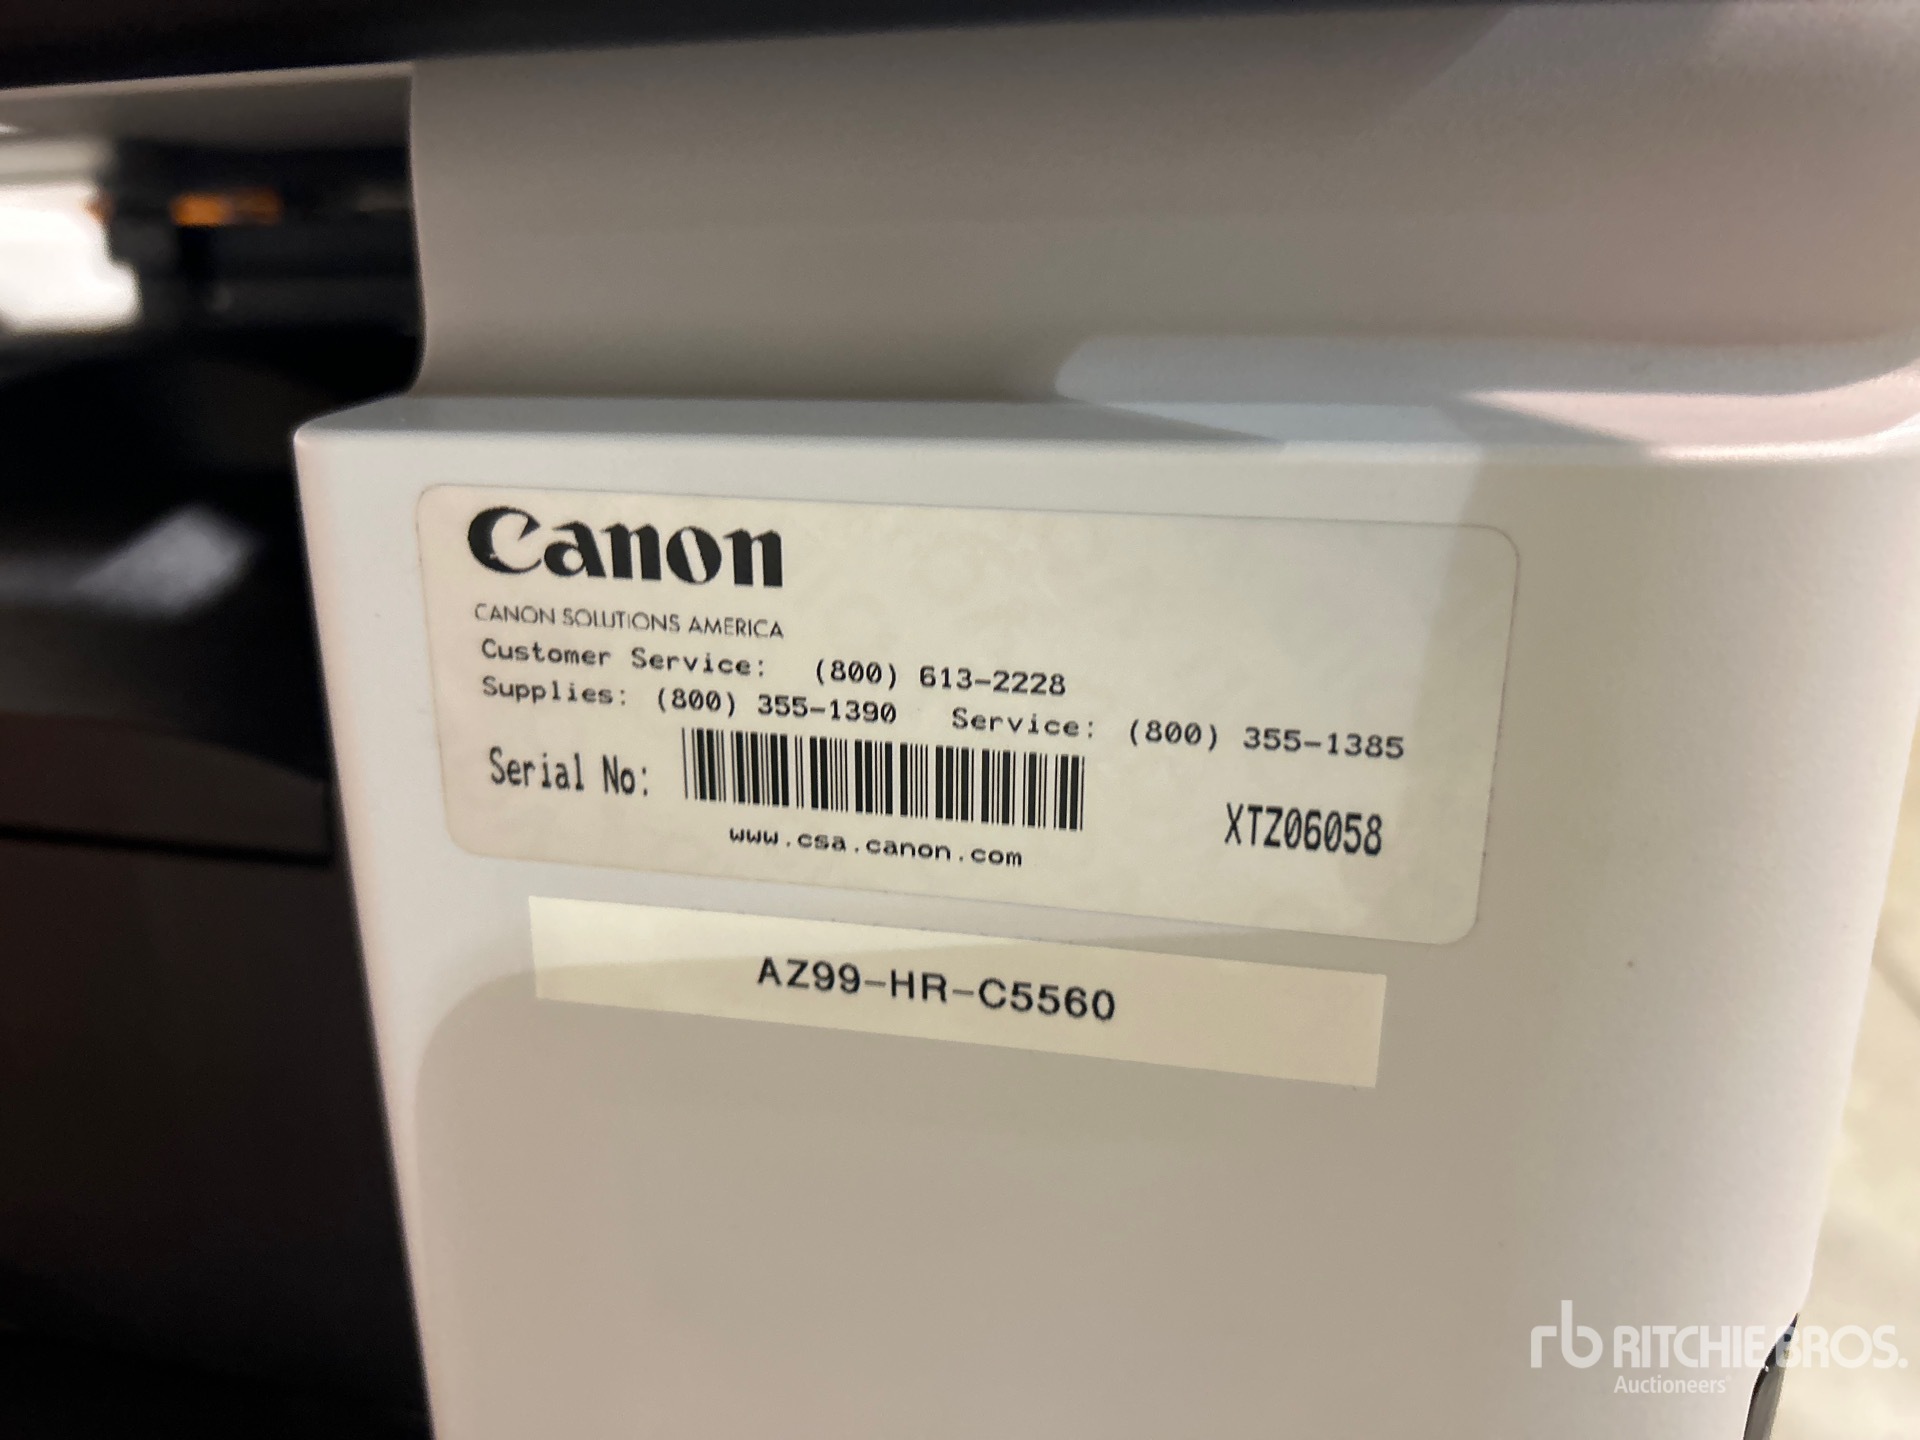 Canon
CANON SOLUTIONS AMERICA
Customer Service: (800) 613-2228
Supplies: (800) 355-1390 Service: (800) 355-1385
Serial No: XTZ06058
www.csa.canon.com
AZ99-HR-C5560
rb RITCHIE BROS.
Auctioneers